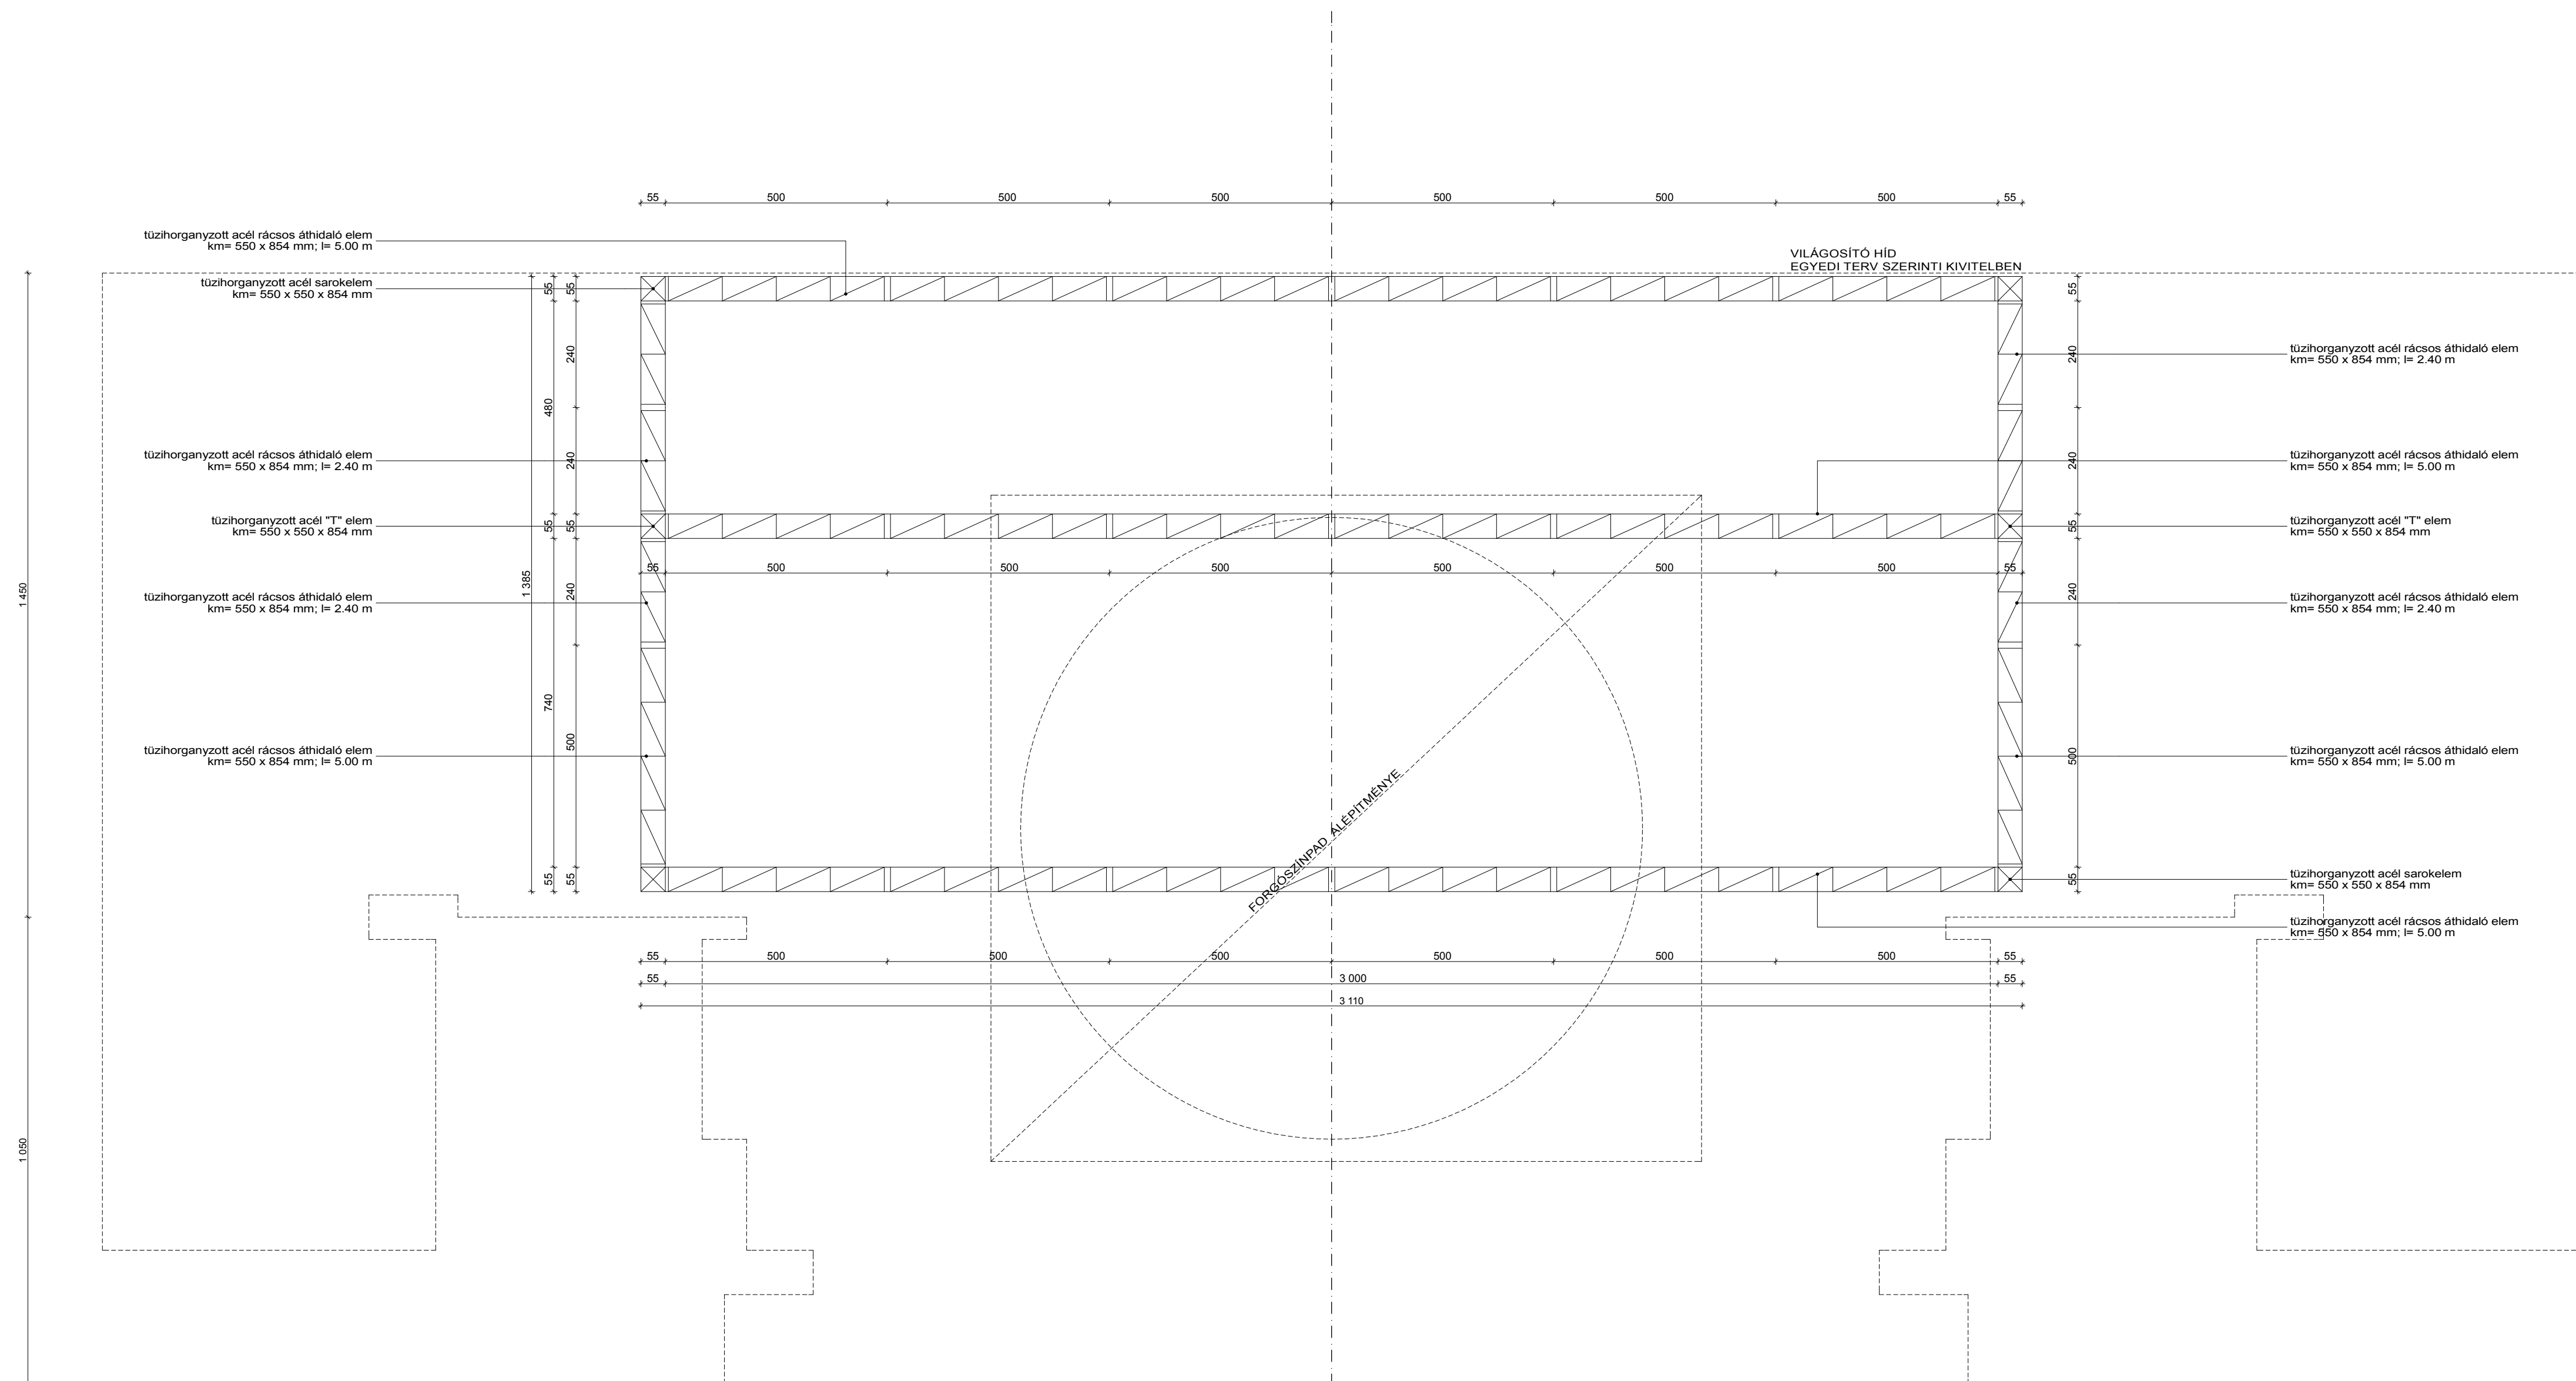 55 500 500 500 500 500 500 55
tüzihorganyzott acél rácsos áthidaló elem
km= 550 x 854 mm; l= 5.00 m
VILÁGOSÍTÓ HÍD
EGYEDI TERV SZERINTI KIVITELBEN
tüzihorganyzott acél sarokelem
km= 550 x 550 x 854 mm
55
55
55
240
240
480
tüzihorganyzott acél rácsos áthidaló elem
km= 550 x 854 mm; l= 2.40 m
tüzihorganyzott acél rácsos áthidaló elem
km= 550 x 854 mm; l= 2.40 m
240
240
tüzihorganyzott acél rácsos áthidaló elem
km= 550 x 854 mm; l= 5.00 m
tüzihorganyzott acél "T" elem
km= 550 x 550 x 854 mm
55
55
55
tüzihorganyzott acél "T" elem
km= 550 x 550 x 854 mm
55 500 500 500 500 500 500 55
1 450
1 385
240
240
tüzihorganyzott acél rácsos áthidaló elem
km= 550 x 854 mm; l= 2.40 m
tüzihorganyzott acél rácsos áthidaló elem
km= 550 x 854 mm; l= 2.40 m
740
500
500
tüzihorganyzott acél rácsos áthidaló elem
km= 550 x 854 mm; l= 5.00 m
tüzihorganyzott acél rácsos áthidaló elem
km= 550 x 854 mm; l= 5.00 m
FORGÓSZÍNPAD ALÉPÍTMÉNYE
55
55
55
tüzihorganyzott acél sarokelem
km= 550 x 550 x 854 mm
tüzihorganyzott acél rácsos áthidaló elem
km= 550 x 854 mm; l= 5.00 m
55 500 500 500 500 500 500 55
55 3 000 55
3 110
1 050